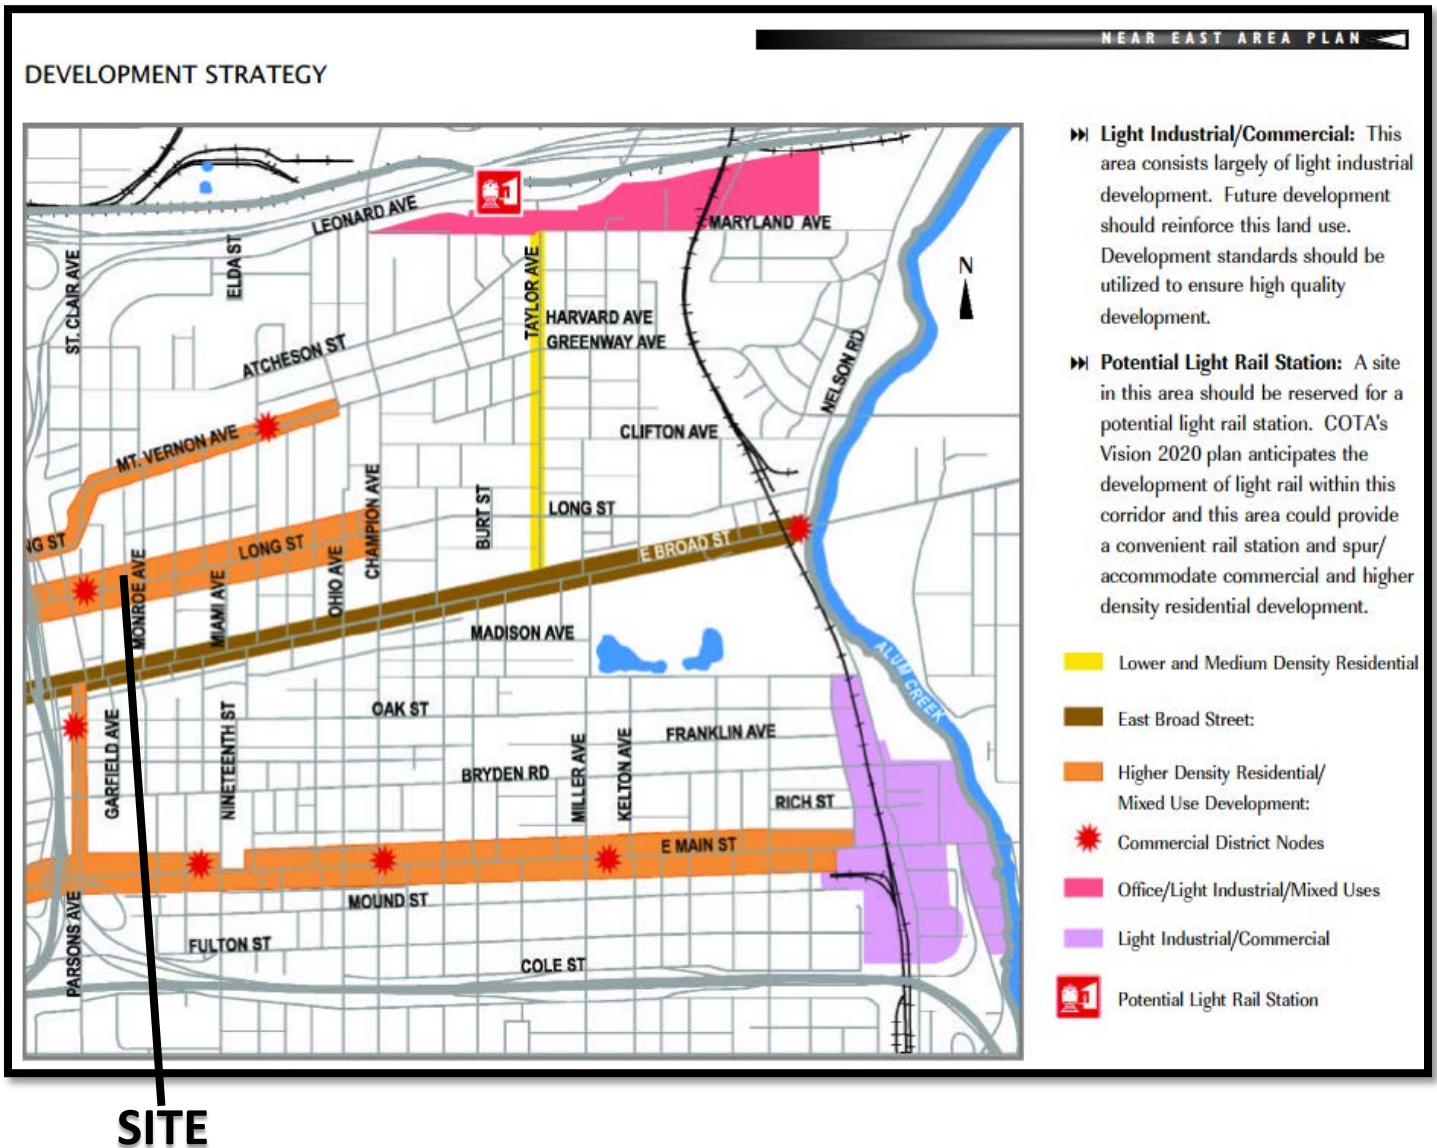 NEAR EAST AREA PLAN
DEVELOPMENT STRATEGY
LEONARD AVE
MARYLAND AVE
ST. CLAIR AVE
ELDA ST
TAYLOR AVE
N
HARVARD AVE
GREENWAY AVE
ATCHESON ST
NELSON RD
MT. VERNON AVE
CLIFTON AVE
CHAMPION AVE
BURT ST
LONG ST
NG ST
LONG ST
E BROAD ST
MONROE AVE
MIAMI AVE
OHIO AVE
MADISON AVE
ALUM CREEK
OAK ST
GARFIELD AVE
NINETEENTH ST
FRANKLIN AVE
MILLER AVE
KELTON AVE
BRYDEN RD
RICH ST
E MAIN ST
MOUND ST
PARSONS AVE
FULTON ST
COLE ST
Light Industrial/Commercial: This
area consists largely of light industrial
development. Future development
should reinforce this land use.
Development standards should be
utilized to ensure high quality
development.
Potential Light Rail Station: A site
in this area should be reserved for a
potential light rail station. COTA's
Vision 2020 plan anticipates the
development of light rail within this
corridor and this area could provide
a convenient rail station and spur/
accommodate commercial and higher
density residential development.
Lower and Medium Density Residential
East Broad Street:
Higher Density Residential/
Mixed Use Development:
Commercial District Nodes
Office/Light Industrial/Mixed Uses
Light Industrial/Commercial
Potential Light Rail Station
SITE